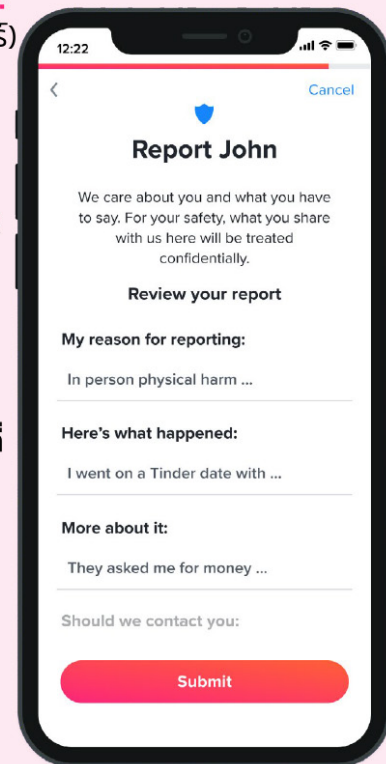 12:22
Cancel
Report John
We care about you and what you have
to say. For your safety, what you share
with us here will be treated
confidentially.
Review your report
My reason for reporting:
In person physical harm ...
Here's what happened:
I went on a Tinder date with ...
More about it:
They asked me for money ...
Should we contact you:
Submit